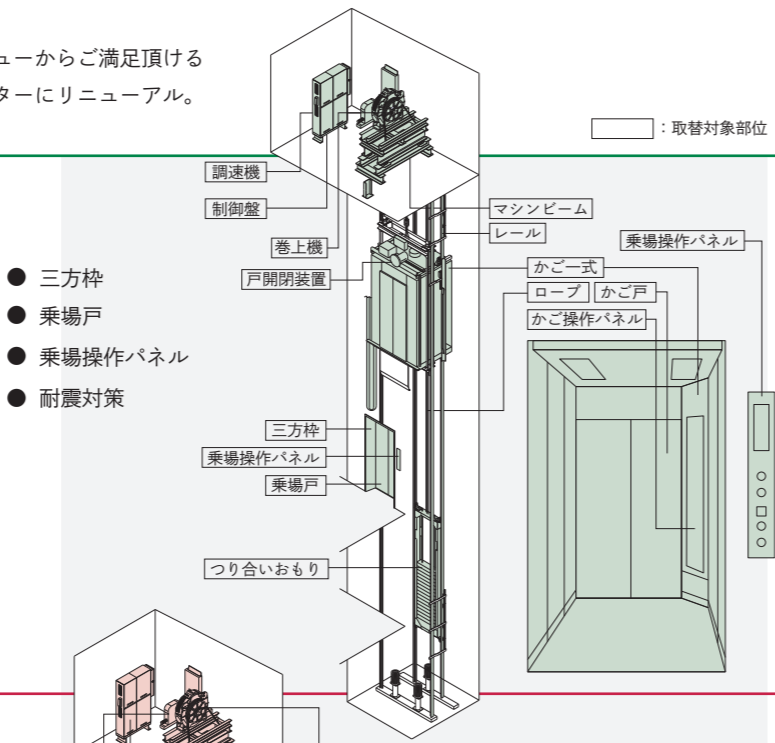 ューからご満足頂ける
ターにリニューアル。
：取替対象部位
調速機
制御盤
巻上機
戸開閉装置
マシンビーム
レール
かご一式
ロープ
かご戸
かご操作パネル
乗場操作パネル
● 三方枠
● 乗場戸
● 乗場操作パネル
● 耐震対策
三方枠
乗場操作パネル
乗場戸
つり合いおもり